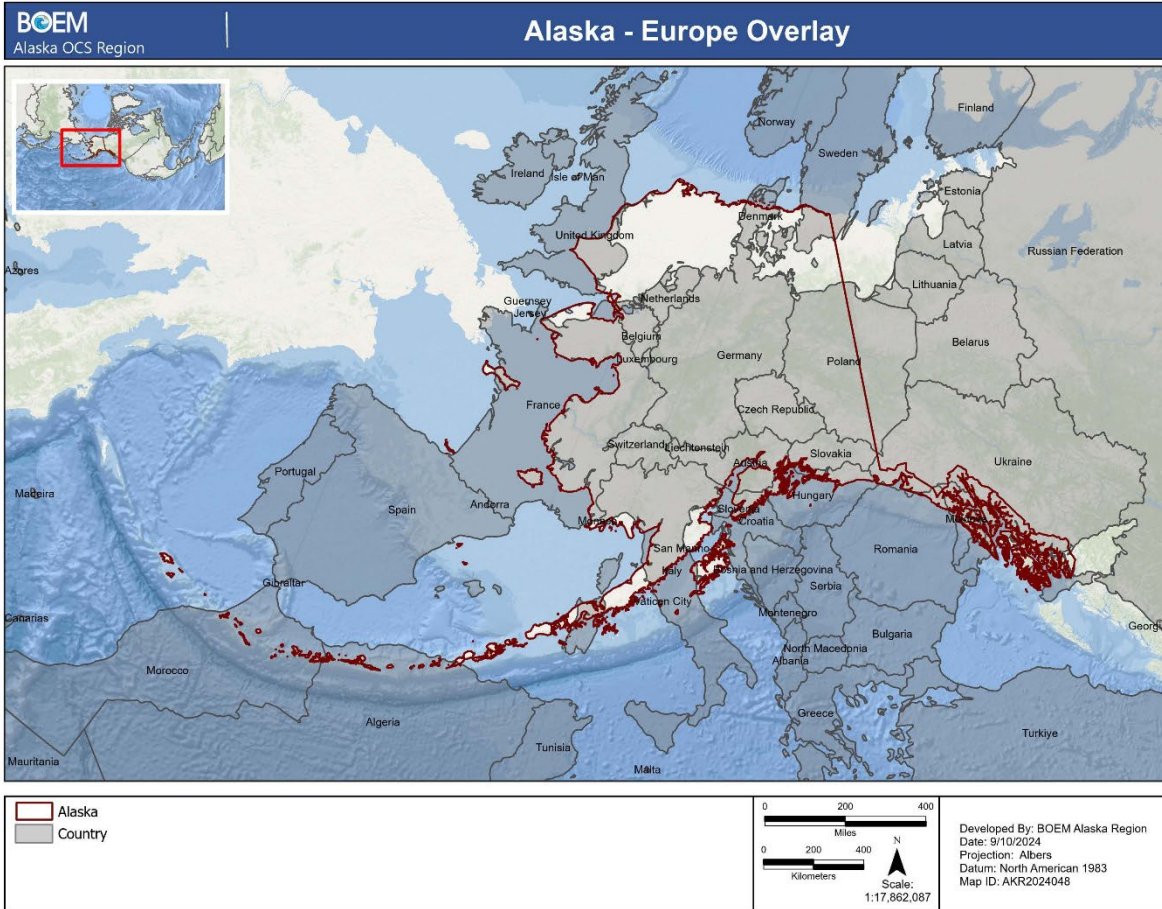 BOEM
Alaska OCS Region
Alaska - Europe Overlay
Finland
Norway
Sweden
Ireland
Isle of Man
Estonia
Denmark
United Kingdom
Latvia
Russian Federation
Azores
Lithuania
Guernsey
Jersey
Netherlands
Belgium
Belarus
Luxembourg
Germany
Poland
France
Czech Republic
Switzerland
Liechtenstein
Slovakia
Austria
Ukraine
Portugal
Madeira
Spain
Andorra
Hungary
Slovenia
Croatia
San Marino
Romania
Italy
Bosnia and Herzegovina
Gibraltar
Serbia
Vatican City
Canarias
Montenegro
Georgia
Bulgaria
North Macedonia
Albania
Morocco
Greece
Algeria
Turkiye
Tunisia
Mauritania
Malta
Alaska
Country
0 200 400
Miles
0 200 400
Kilometers
N
Scale:
1:17,862,087
Developed By: BOEM Alaska Region
Date: 9/10/2024
Projection: Albers
Datum: North American 1983
Map ID: AKR2024048